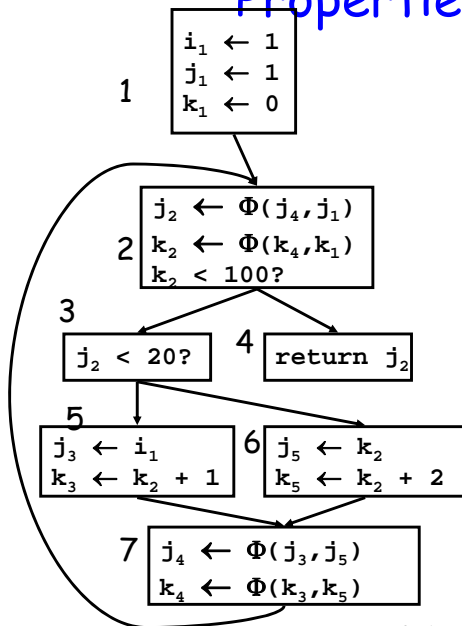 Propertie
i₁ ← 1
j₁ ← 1
k₁ ← 0
1
j₂ ← Φ(j₄,j₁)
k₂ ← Φ(k₄,k₁)
k₂ < 100?
2
3
j₂ < 20?
4
return j₂
5
j₃ ← i₁
k₃ ← k₂ + 1
6
j₅ ← k₂
k₅ ← k₂ + 2
7
j₄ ← Φ(j₃,j₅)
k₄ ← Φ(k₃,k₅)